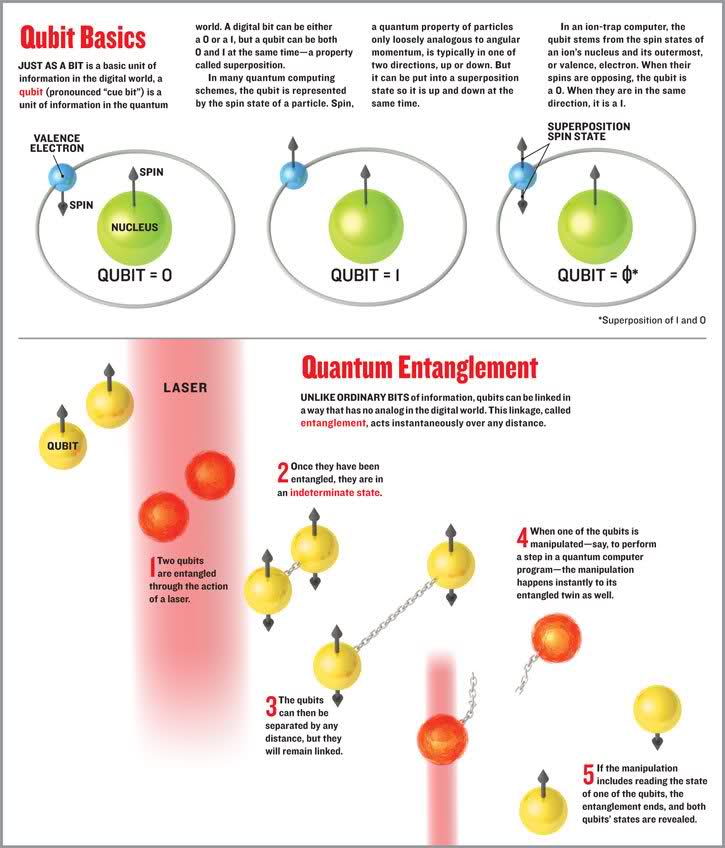 Qubit Basics
JUST AS A BIT is a basic unit of
information in the digital world, a
qubit (pronounced “cue bit”) is a
unit of information in the quantum
world. A digital bit can be either
a 0 or a 1, but a qubit can be both
0 and 1 at the same time—a property
called superposition.
In many quantum computing
schemes, the qubit is represented
by the spin state of a particle. Spin,
a quantum property of particles
only loosely analogous to angular
momentum, is typically in one of
two directions, up or down. But
it can be put into a superposition
state so it is up and down at the
same time.
In an ion-trap computer, the
qubit stems from the spin states of
an ion’s nucleus and its outermost,
or valence, electron. When their
spins are opposing, the qubit is
a 0. When they are in the same
direction, it is a 1.
VALENCE
ELECTRON
SPIN
SPIN
NUCLEUS
QUBIT = 0
QUBIT = 1
SUPERPOSITION
SPIN STATE
QUBIT = ϕ*
*Superposition of 1 and 0
Quantum Entanglement
UNLIKE ORDINARY BITS of information, qubits can be linked in
a way that has no analog in the digital world. This linkage, called
entanglement, acts instantaneously over any distance.
LASER
QUBIT
1 Two qubits
are entangled
through the action
of a laser.
2 Once they have been
entangled, they are in
an indeterminate state.
3 The qubits
can then be
separated by any
distance, but they
will remain linked.
4 When one of the qubits is
manipulated—say, to perform
a step in a quantum computer
program—the manipulation
happens instantly to its
entangled twin as well.
5 If the manipulation
includes reading the state
of one of the qubits, the
entanglement ends, and both
qubits’ states are revealed.